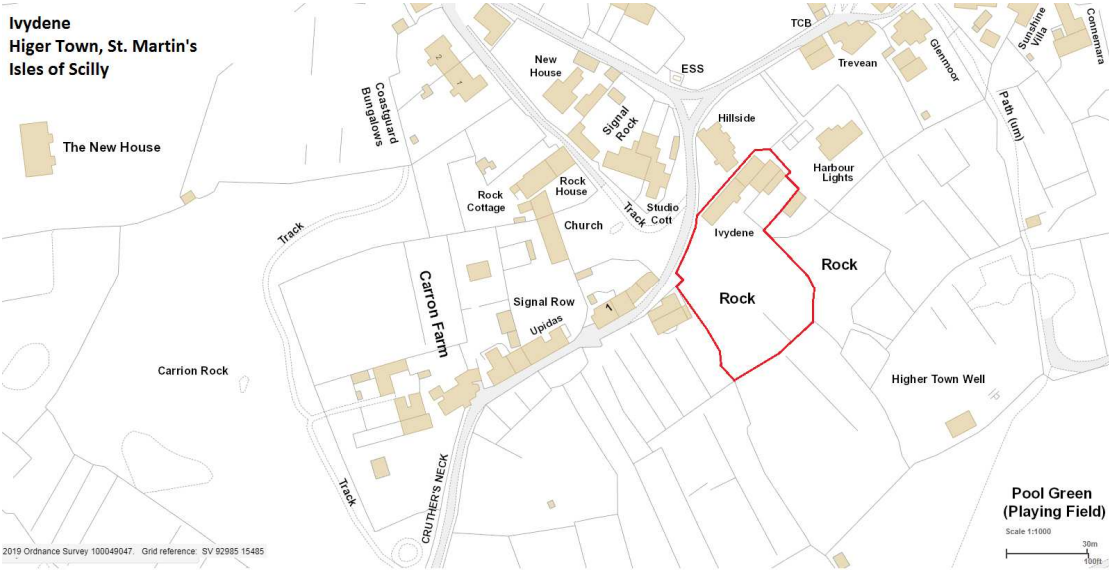 Ivydene
Higer Town, St. Martin's
Isles of Scilly
The New House
Coastguard
Bungalows
2
1
New
House
Signal
Rock
ESS
TCB
Trevean
Glenmoor
Sunshine
Villa
Connemara
Path (um)
Hillside
Harbour
Lights
Rock
Cottage
Rock
House
Track
Studio
Cott
Church
Ivydene
Track
Rock
Rock
Carron Farm
Signal Row
Upidas
1
Carrion Rock
Higher Town Well
Track
CRUTHER'S NECK
Pool Green
(Playing Field)
Scale 1:1000
30m
100ft
2019 Ordnance Survey 100049047. Grid reference: SV 92985 15485